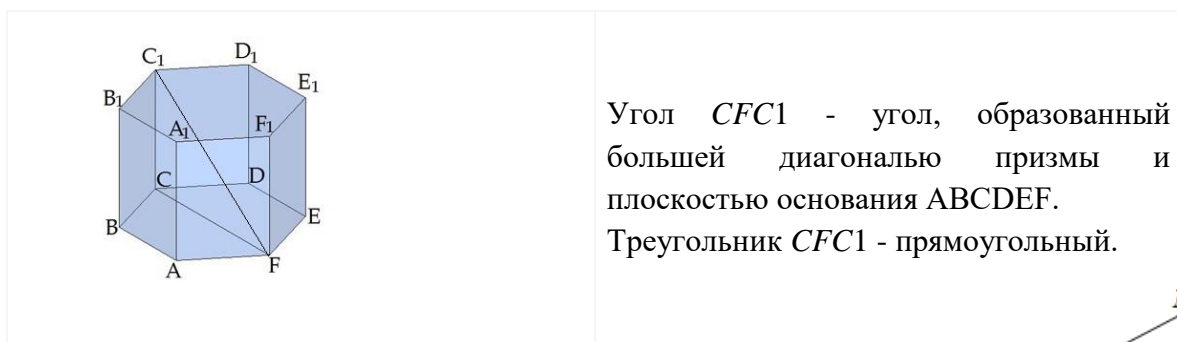 C1
D1
E1
B1
A1
F1
C
D
B
E
A
F
Угол CFC1 - угол, образованный
большей диагональю призмы и
плоскостью основания ABCDEF.
Треугольник CFC1 - прямоугольный.